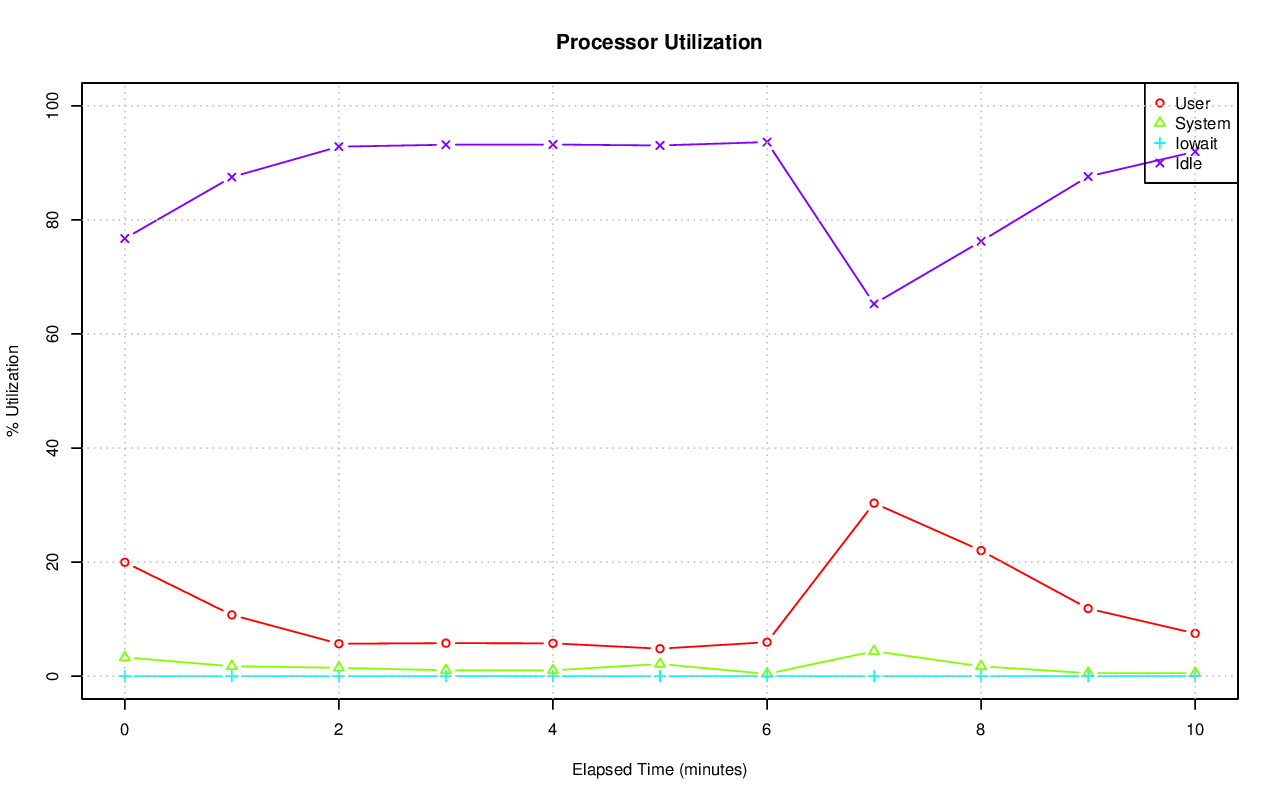 Processor Utilization
User
System
Iowait
Idle
100
80
60
40
20
0
% Utilization
0 2 4 6 8 10
Elapsed Time (minutes)